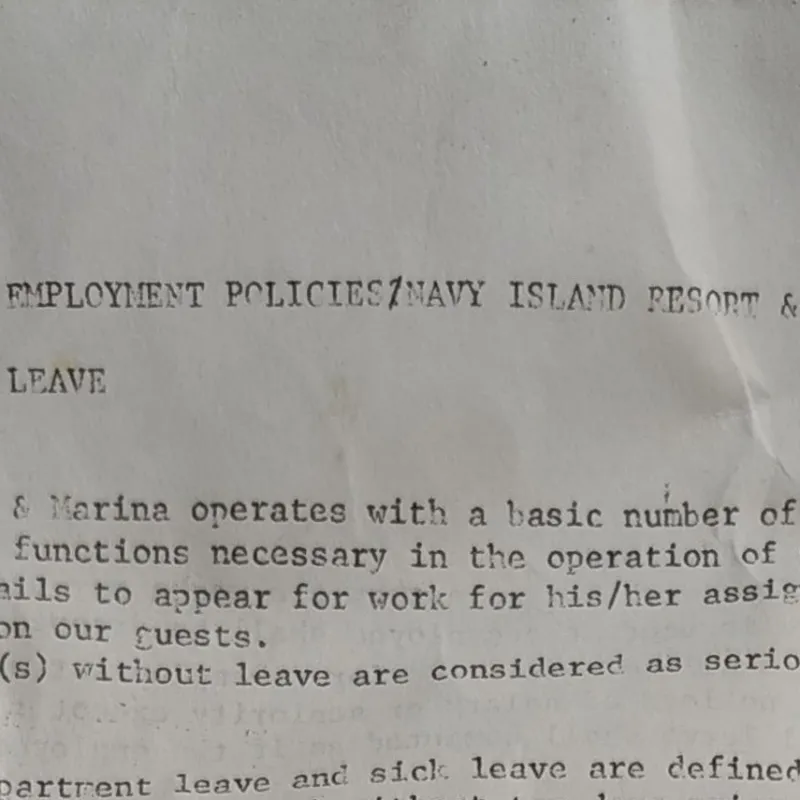 EMPLOYMENT POLICIES/NAVY ISLAND RESORT &
LEAVE
& Marina operates with a basic number of
functions necessary in the operation of
ails to appear for work for his/her assig
on our guests.
(s) without leave are considered as serio
partment leave and sick leave are defined